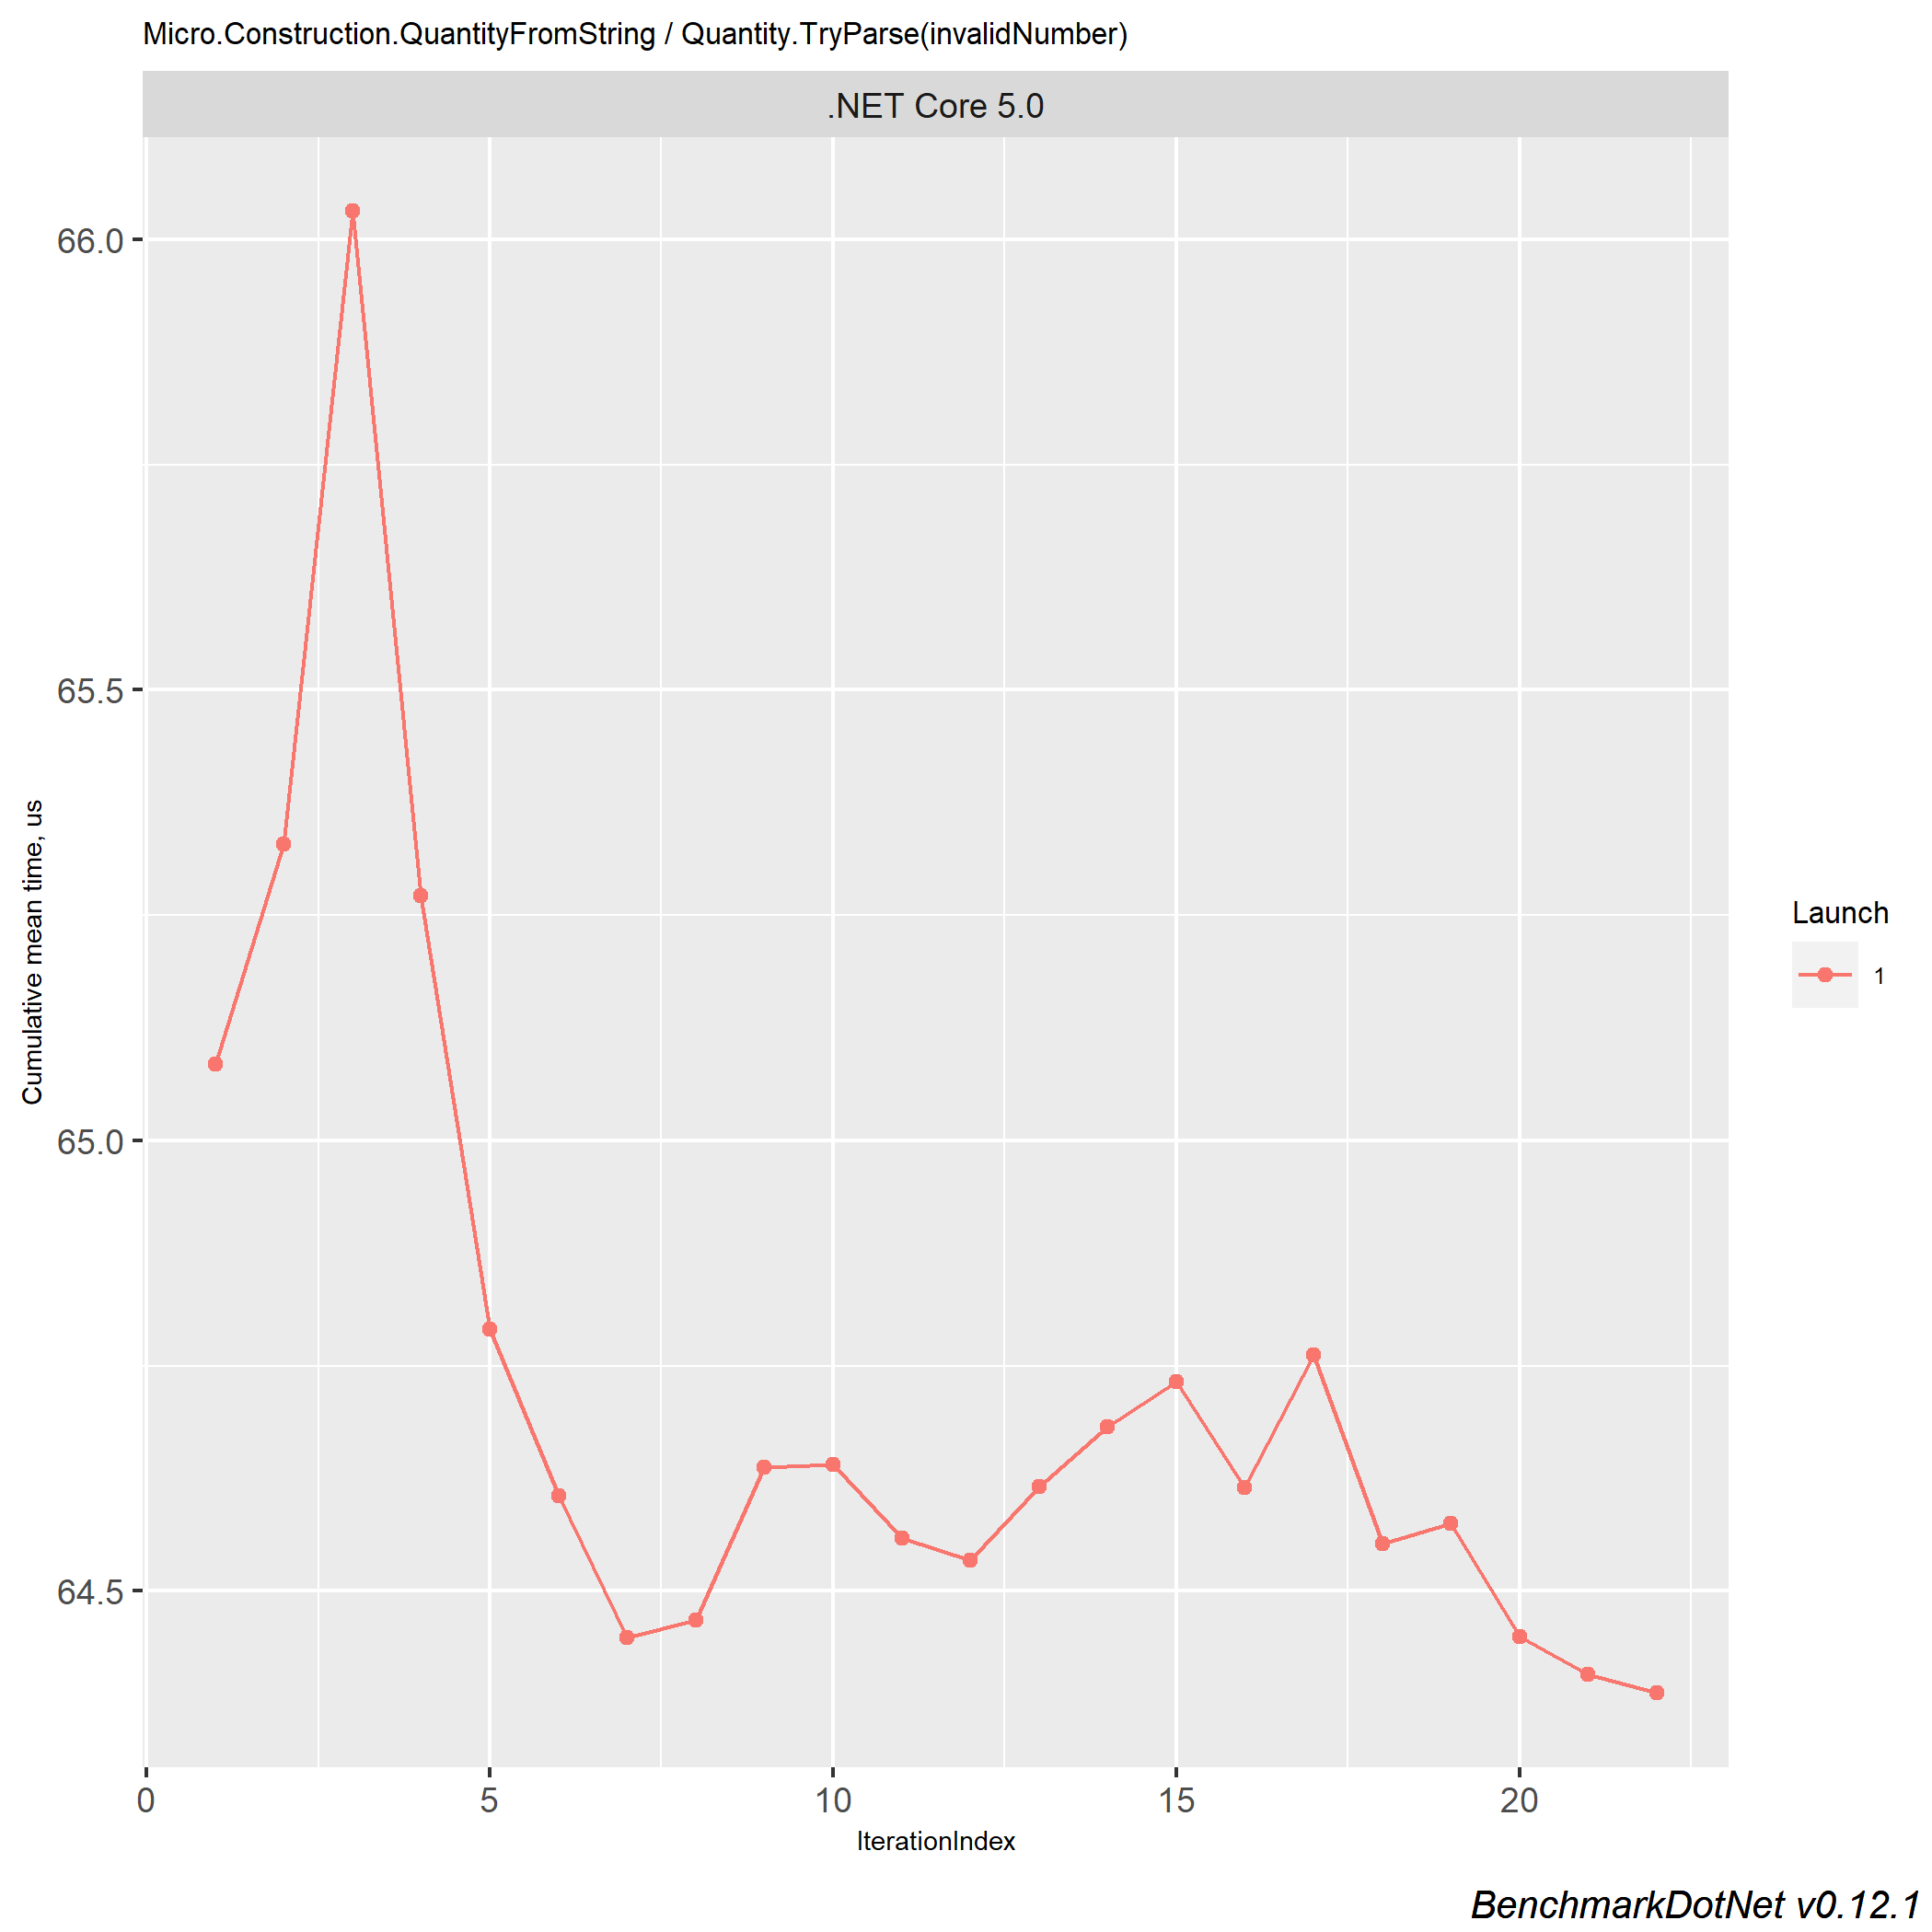 Micro.Construction.QuantityFromString / Quantity.TryParse(invalidNumber)
.NET Core 5.0
66.0
65.5
65.0
64.5
Cumulative mean time, us
0 5 10 15 20
IterationIndex
Launch
1
BenchmarkDotNet v0.12.1